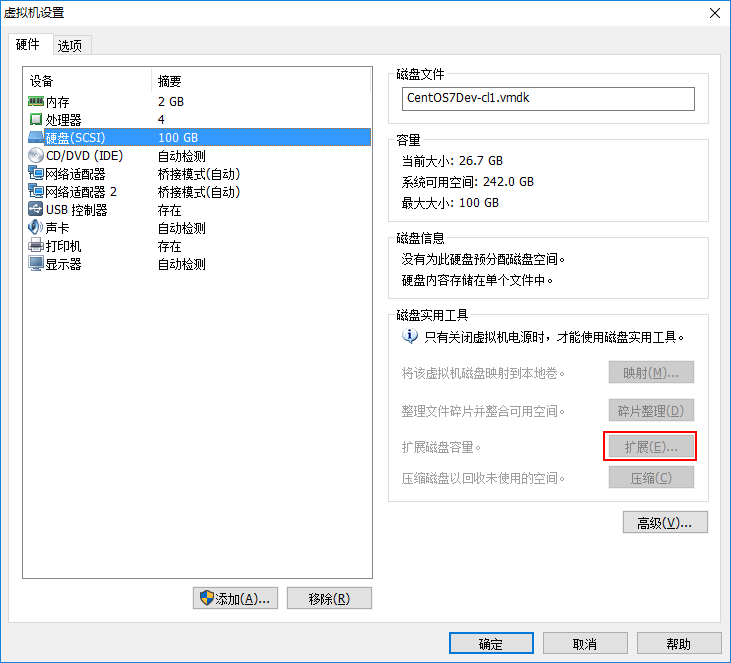 虚拟机设置
硬件 选项
设备 摘要
内存 2 GB
处理器 4
硬盘(SCSI) 100 GB
CD/DVD (IDE) 自动检测
网络适配器 桥接模式(自动)
网络适配器 2 桥接模式(自动)
USB 控制器 存在
声卡 自动检测
打印机 存在
显示器 自动检测
添加(A)... 移除(R)
磁盘文件
CentOS7Dev-cl1.vmdk
容量
当前大小: 26.7 GB
系统可用空间: 242.0 GB
最大大小: 100 GB
磁盘信息
没有为此硬盘预分配磁盘空间。
硬盘内容存储在单个文件中。
磁盘实用工具
只有关闭虚拟机电源时，才能使用磁盘实用工具。
将该虚拟机磁盘映射到本地卷。 映射(M)...
整理文件碎片并整合可用空间。 碎片整理(D)
扩展磁盘容量。 扩展(E)...
压缩磁盘以回收未使用的空间。 压缩(C)
高级(V)...
确定 取消 帮助